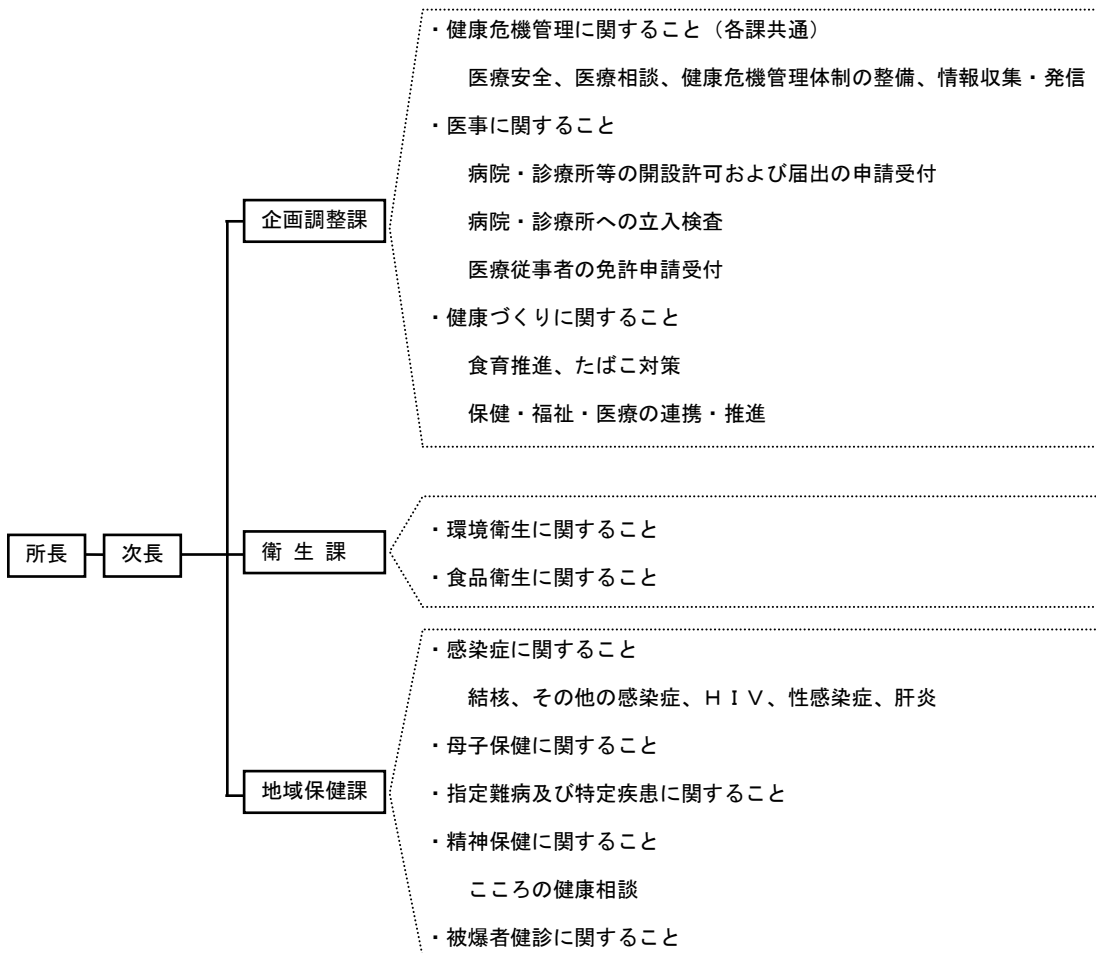 ・健康危機管理に関すること（各課共通）
医療安全、医療相談、健康危機管理体制の整備、情報収集・発信
・医事に関すること
病院・診療所等の開設許可および届出の申請受付
企画調整課
病院・診療所への立入検査
医療従事者の免許申請受付
・健康づくりに関すること
食育推進、たばこ対策
保健・福祉・医療の連携・推進
所長
次長
衛 生 課
・環境衛生に関すること
・食品衛生に関すること
・感染症に関すること
結核、その他の感染症、ＨＩＶ、性感染症、肝炎
・母子保健に関すること
地域保健課
・指定難病及び特定疾患に関すること
・精神保健に関すること
こころの健康相談
・被爆者健診に関すること